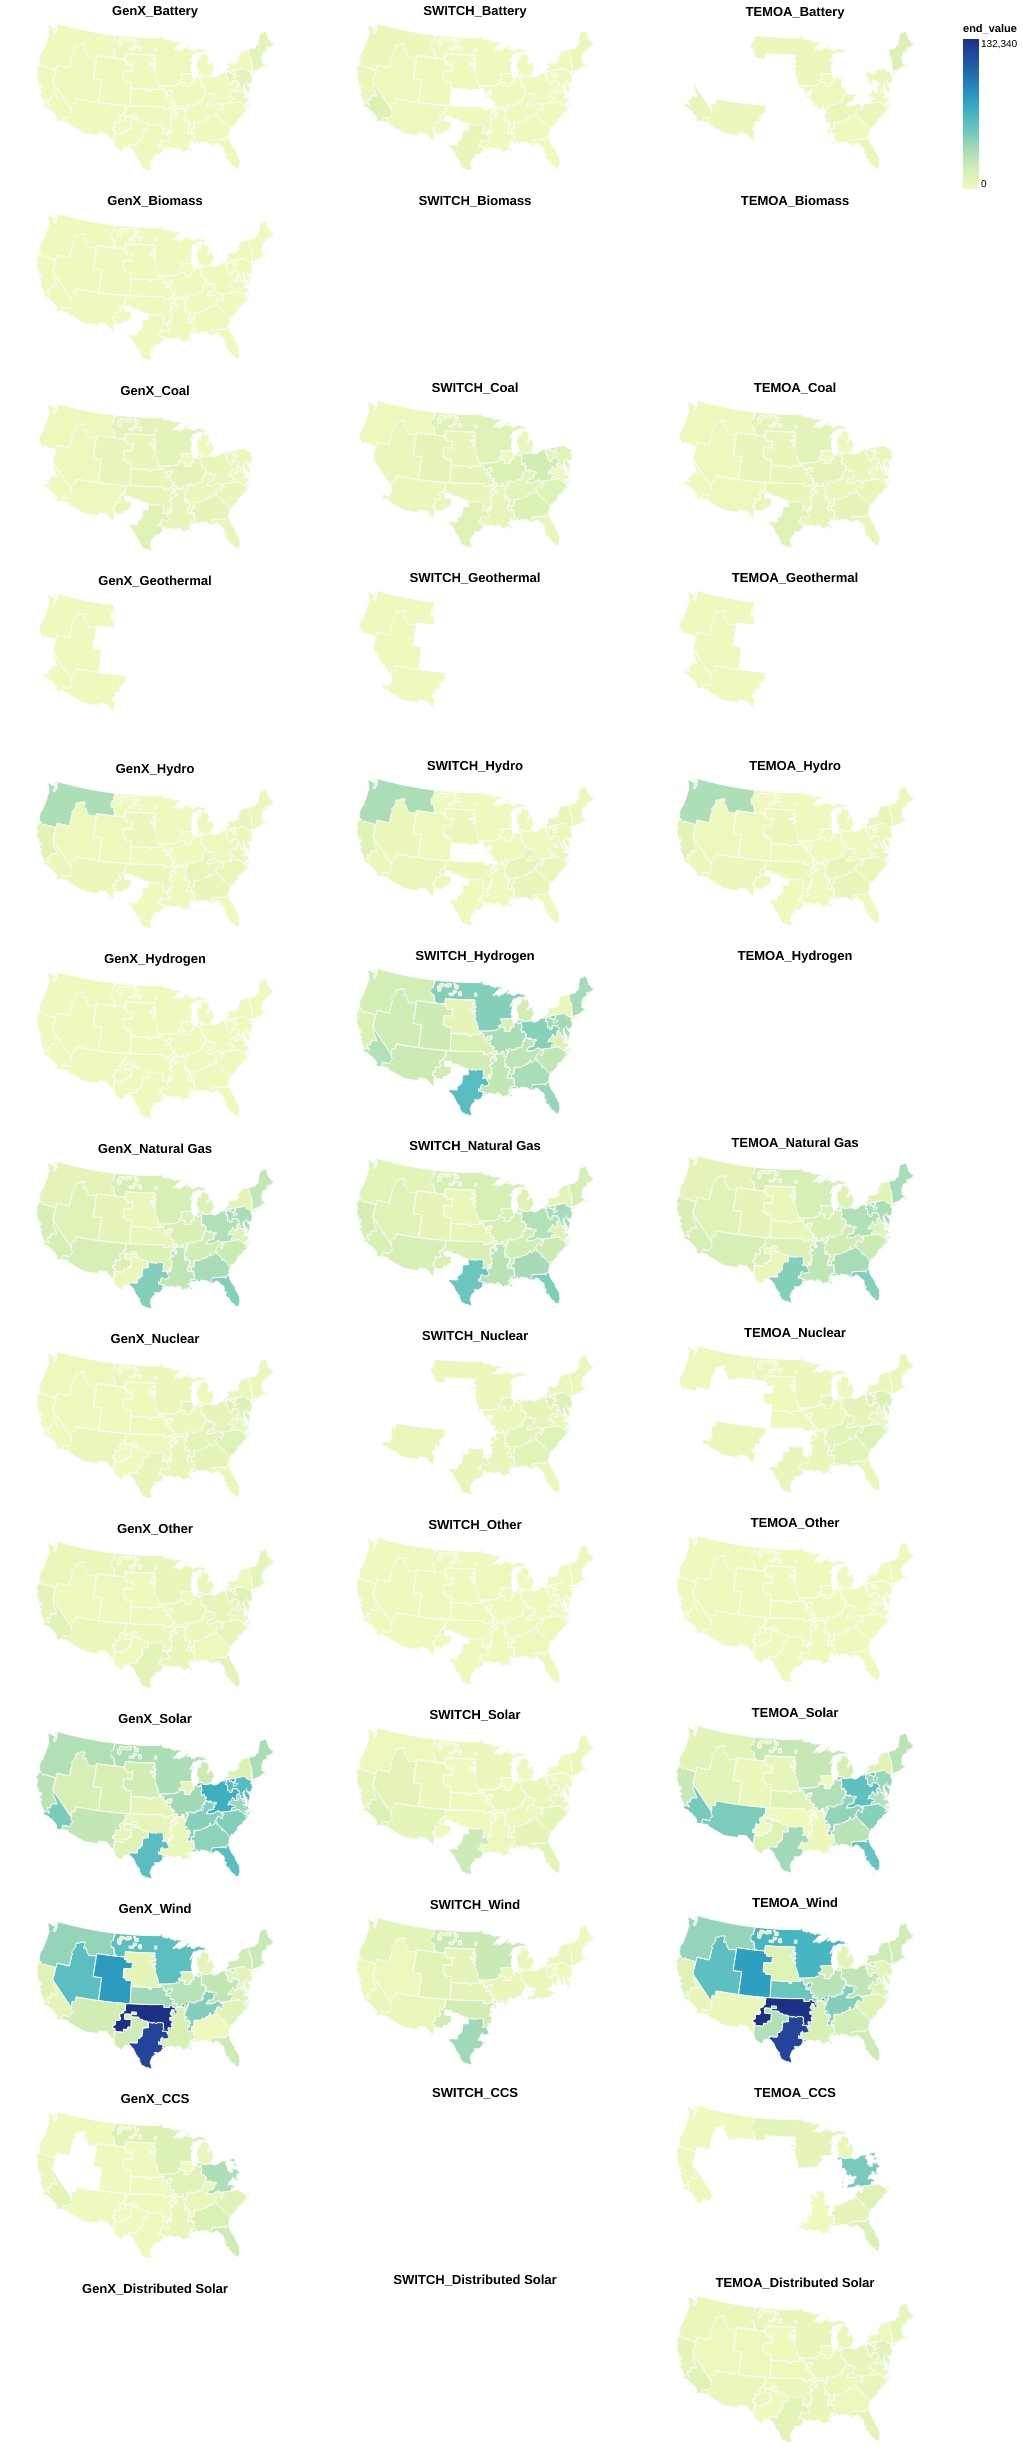 GenX_Battery
SWITCH_Battery
TEMOA_Battery
end_value
132,340
0
GenX_Biomass
SWITCH_Biomass
TEMOA_Biomass
GenX_Coal
SWITCH_Coal
TEMOA_Coal
GenX_Geothermal
SWITCH_Geothermal
TEMOA_Geothermal
GenX_Hydro
SWITCH_Hydro
TEMOA_Hydro
GenX_Hydrogen
SWITCH_Hydrogen
TEMOA_Hydrogen
GenX_Natural Gas
SWITCH_Natural Gas
TEMOA_Natural Gas
GenX_Nuclear
SWITCH_Nuclear
TEMOA_Nuclear
GenX_Other
SWITCH_Other
TEMOA_Other
GenX_Solar
SWITCH_Solar
TEMOA_Solar
GenX_Wind
SWITCH_Wind
TEMOA_Wind
GenX_CCS
SWITCH_CCS
TEMOA_CCS
GenX_Distributed Solar
SWITCH_Distributed Solar
TEMOA_Distributed Solar